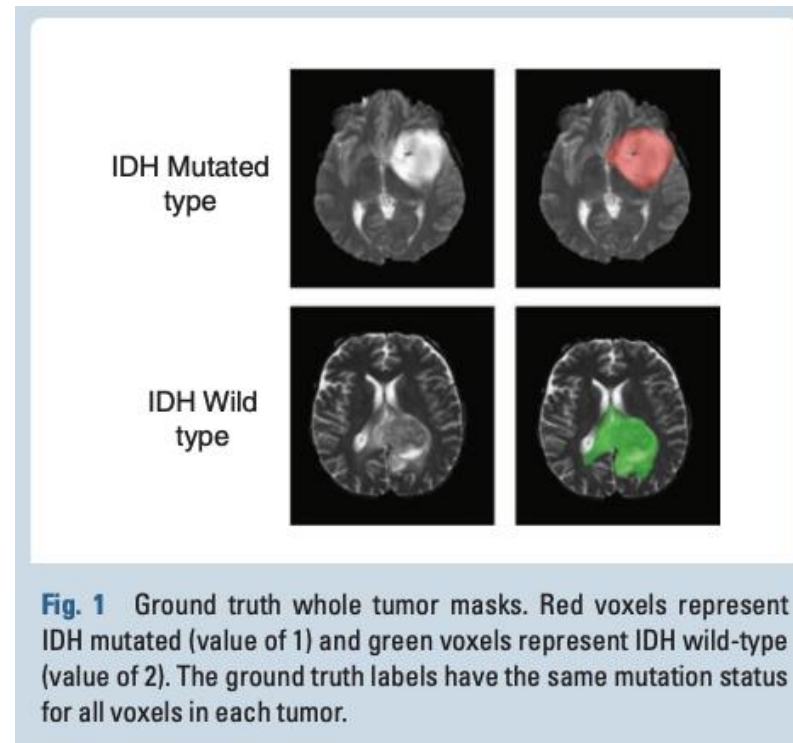 IDH Mutated
type
IDH Wild
type
Fig. 1 Ground truth whole tumor masks. Red voxels represent
IDH mutated (value of 1) and green voxels represent IDH wild-type
(value of 2). The ground truth labels have the same mutation status
for all voxels in each tumor.